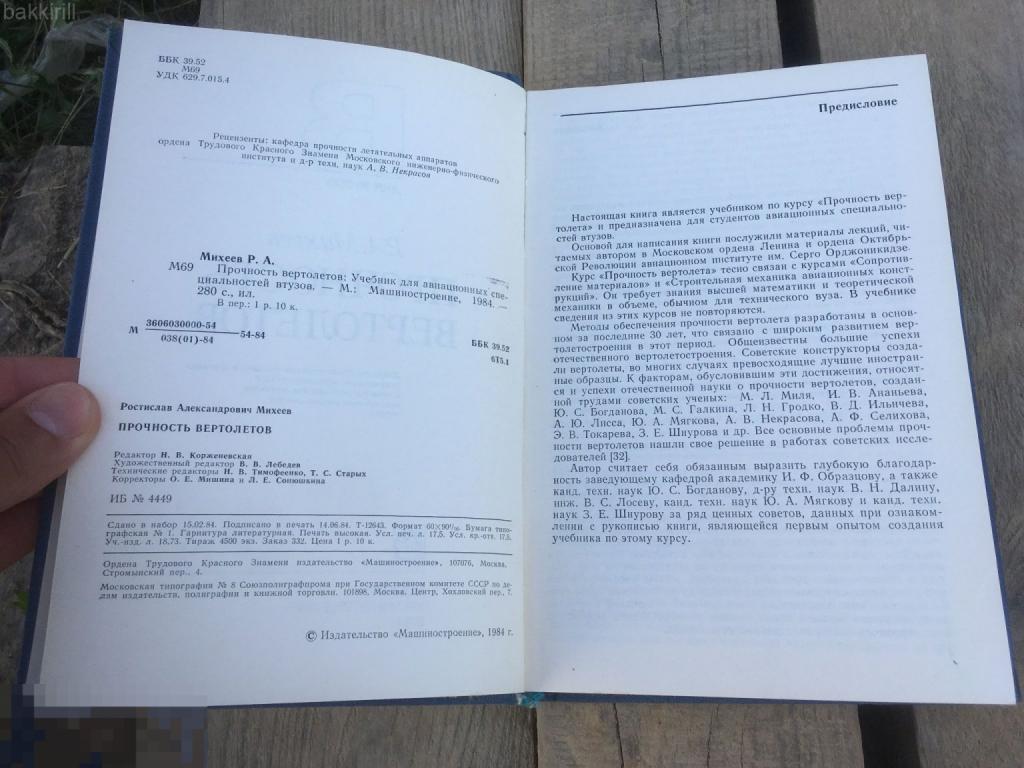 bakkirill
ББК 39.52
М69
УДК 629.7.015.4
Рецензенты: кафедра прочности летательных аппаратов
ордена Трудового Красного Знамени Московского инженерно-физического
института и д-р техн. наук А. В. Некрасов
Михеев Р. А.
М69 Прочность вертолетов: Учебник для авиационных спе-
циальностей втузов. — М.: Машиностроение, 1984. —
280 с., ил.
В пер.: 1 р. 10 к.
М 3606030000-54 54-84
038(01)-84
ББК 39.52
6Т5.1
Ростислав Александрович Михеев
ПРОЧНОСТЬ ВЕРТОЛЕТОВ
Редактор Н. В. Корженевская
Художественный редактор В. В. Лебедев
Технические редакторы Н. В. Тимофеенко, Т. С. Старых
Корректоры О. Е. Мишина и Л. Е. Сонюшкина
ИБ № 4449
Сдано в набор 15.02.84. Подписано в печать 14.06.84. Т-12643. Формат 60×90¹/₁₆. Бумага типо-
графская № 1. Гарнитура литературная. Печать высокая. Усл. печ. л. 17,5. Усл. кр.-отт. 17,5.
Уч.-изд. л. 18,73. Тираж 4500 экз. Заказ 332. Цена 1 р. 10 к.
Ордена Трудового Красного Знамени издательство «Машиностроение», 107076, Москва,
Стромынский пер., 4.
Московская типография № 8 Союзполиграфпрома при Государственном комитете СССР по де-
лам издательств, полиграфии и книжной торговли. 101898, Москва, Центр, Хохловский пер., 7.
© Издательство «Машиностроение», 1984 г.
Предисловие
Настоящая книга является учебником по курсу «Прочность вер-
толета» и предназначена для студентов авиационных специально-
стей втузов.
Основой для написания книги послужили материалы лекций, чи-
таемых автором в Московском ордена Ленина и ордена Октябрь-
ской Революции авиационном институте им. Серго Орджоникидзе.
Курс «Прочность вертолета» тесно связан с курсами «Сопротив-
ление материалов» и «Строительная механика авиационных конст-
рукций». Он требует знания высшей математики и теоретической
механики в объеме, обычном для технического вуза. В учебнике
сведения из этих курсов не повторяются.
Методы обеспечения прочности вертолета разработаны в основ-
ном за последние 30 лет, что связано с широким развитием вер-
толетостроения в этот период. Общеизвестны большие успехи
отечественного вертолетостроения. Советские конструкторы созда-
ли вертолеты, во многих случаях превосходящие лучшие иностран-
ные образцы. К факторам, обусловившим эти достижения, относят-
ся и успехи отечественной науки о прочности вертолетов, создан-
ной трудами советских ученых: М. Л. Миля, И. В. Ананьева,
Ю. С. Богданова, М. С. Галкина, Л. Н. Гродко, В. Д. Ильичева,
А. Ю. Лисса, Ю. А. Мягкова, А. В. Некрасова, А. Ф. Селихова,
Э. В. Токарева, З. Е. Шнурова и др. Все основные проблемы проч-
ности вертолетов нашли свое решение в работах советских иссле-
дователей [32].
Автор считает себя обязанным выразить глубокую благодар-
ность заведующему кафедрой академику И. Ф. Образцову, а также
канд. техн. наук Ю. С. Богданову, д-ру техн. наук В. Н. Далину,
инж. В. С. Лосеву, канд. техн. наук Ю. А. Мягкову и канд. техн.
наук З. Е. Шнурову за ряд ценных советов, данных при ознаком-
лении с рукописью книги, являющейся первым опытом создания
учебника по этому курсу.